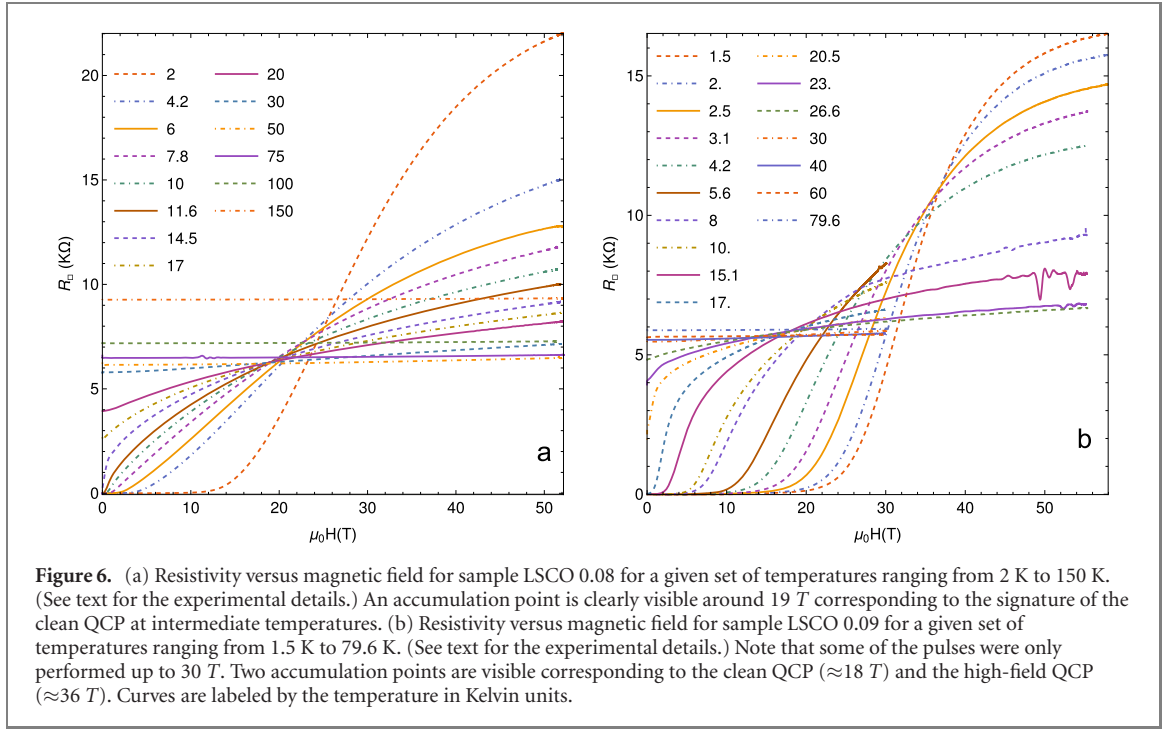 20
15
10
5
0
R□ (KΩ)
2
4.2
6
7.8
10
11.6
14.5
17
20
30
50
75
100
150
a
0 10 20 30 40 50
μ₀H(T)
15
10
5
0
R□ (KΩ)
1.5
2.
2.5
3.1
4.2
5.6
8
10.
15.1
17.
20.5
23.
26.6
30
40
60
79.6
b
0 10 20 30 40 50
μ₀H(T)
Figure 6. (a) Resistivity versus magnetic field for sample LSCO 0.08 for a given set of temperatures ranging from 2 K to 150 K.
(See text for the experimental details.) An accumulation point is clearly visible around 19 T corresponding to the signature of the
clean QCP at intermediate temperatures. (b) Resistivity versus magnetic field for sample LSCO 0.09 for a given set of
temperatures ranging from 1.5 K to 79.6 K. (See text for the experimental details.) Note that some of the pulses were only
performed up to 30 T. Two accumulation points are visible corresponding to the clean QCP (≈18 T) and the high-field QCP
(≈36 T). Curves are labeled by the temperature in Kelvin units.